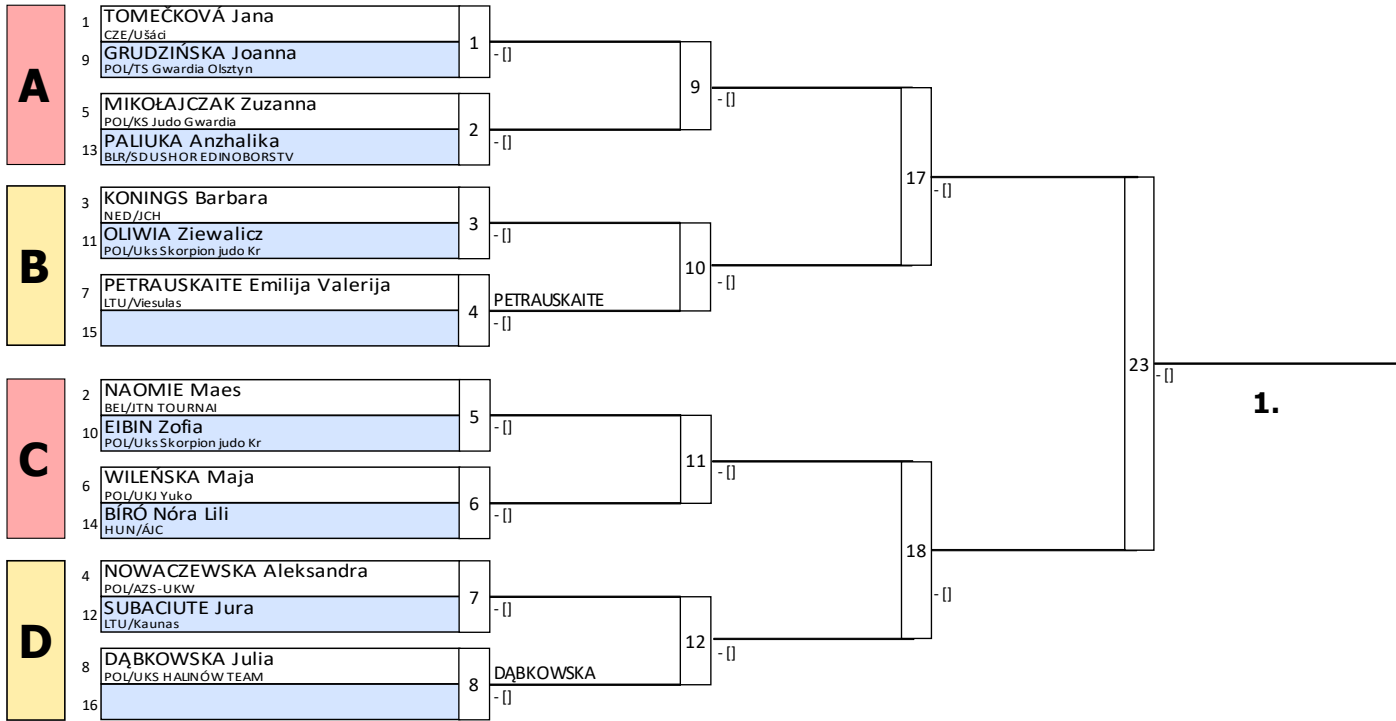 A
1 TOMEČKOVÁ Jana
CZE/Ušáci
9 GRUDZIŃSKA Joanna
POL/TS Gwardia Olsztyn
1
- []
5 MIKOŁAJCZAK Zuzanna
POL/KS Judo Gwardia
13 PALIUKA Anzhalika
BLR/SDUSHOR EDINOBORSTV
2
- []
9
- []
B
3 KONINGS Barbara
NED/JCH
11 OLIWIA Ziewalicz
POL/Uks Skorpion judo Kr
3
- []
7 PETRAUSKAITE Emilija Valerija
LTU/Viesulas
15
4
PETRAUSKAITE
- []
10
- []
17
- []
C
2 NAOMIE Maes
BEL/JTN TOURNAI
10 EIBIN Zofia
POL/Uks Skorpion judo Kr
5
- []
6 WILEŃSKA Maja
POL/UKJ Yuko
14 BÍRÓ Nóra Lili
HUN/ÁJC
6
- []
11
- []
D
4 NOWACZEWSKA Aleksandra
POL/AZS-UKW
12 SUBACIUTE Jura
LTU/Kaunas
7
- []
8 DĄBKOWSKA Julia
POL/UKS HALINÓW TEAM
16
8
DĄBKOWSKA
- []
12
- []
18
- []
23
- []
1.